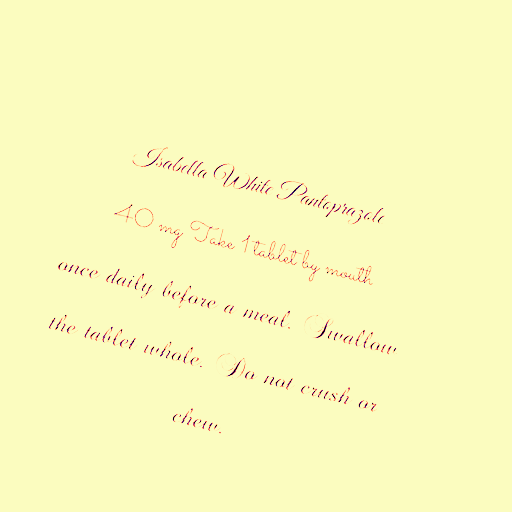 Isabella White Pantoprazole
40 mg Take 1 tablet by mouth
once daily before a meal. Swallow
the tablet whole. Do not crush or
chew.